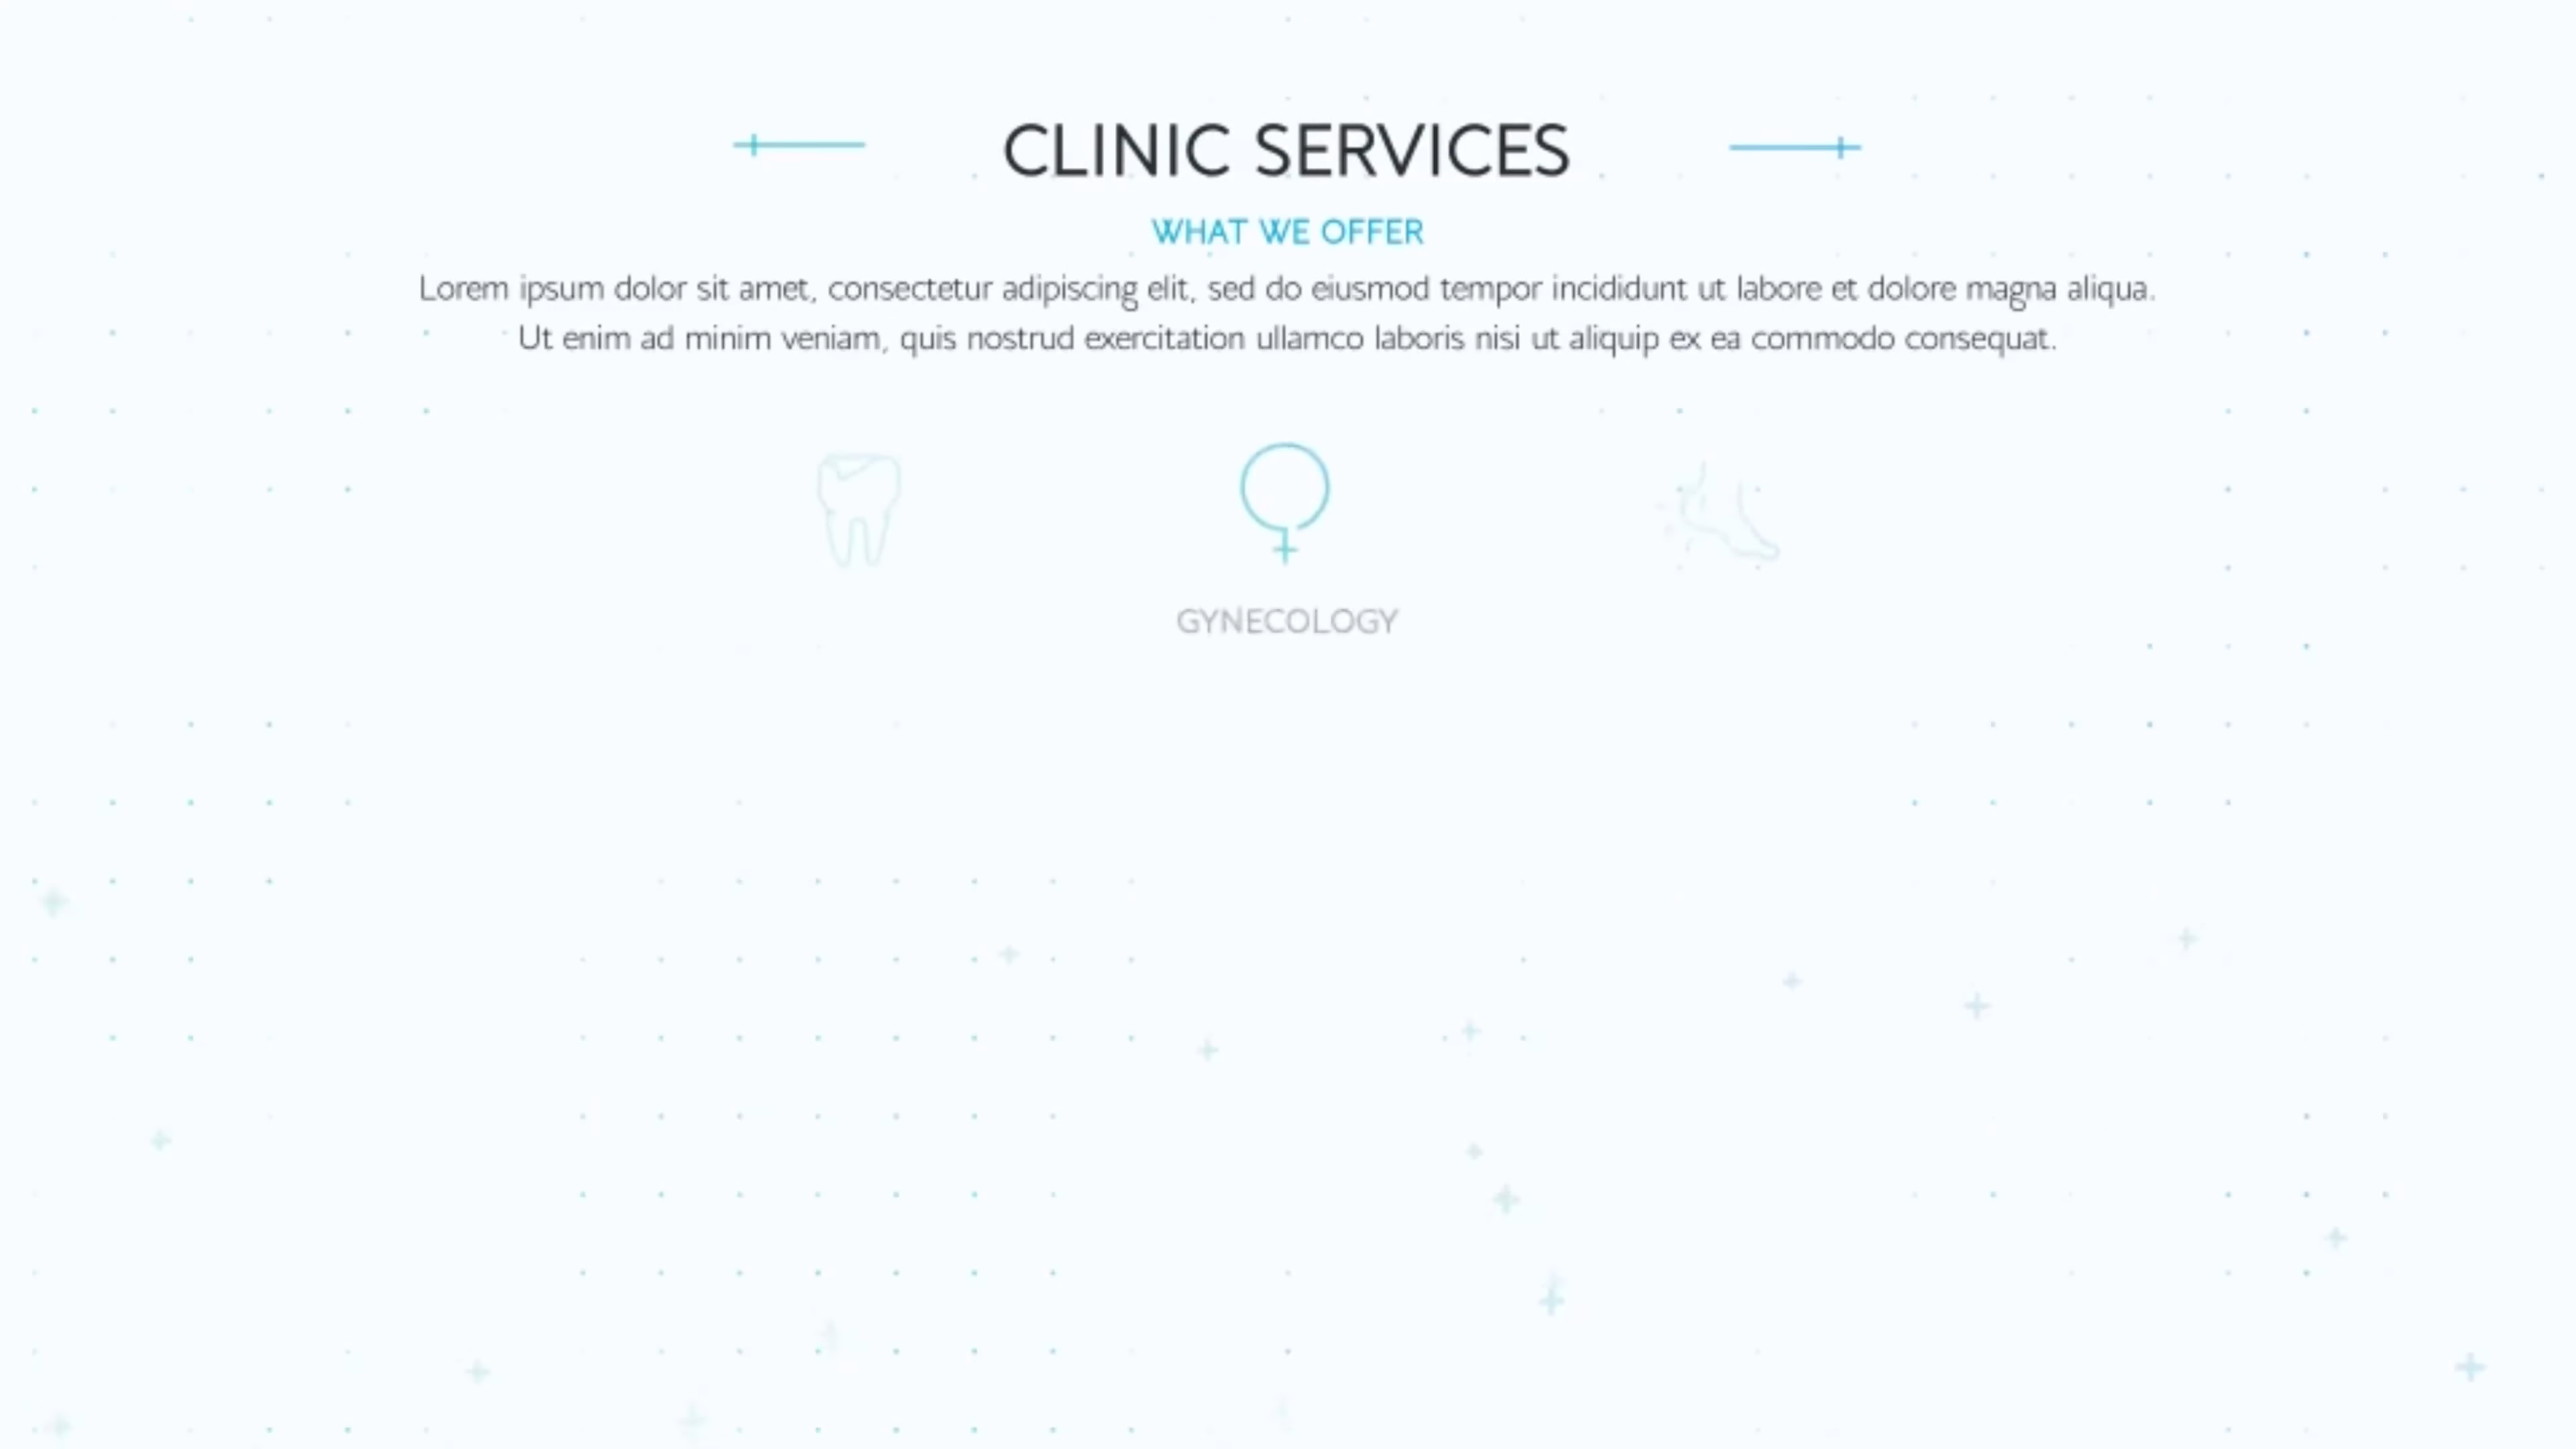 CLINIC SERVICES
WHAT WE OFFER
Lorem ipsum dolor sit amet, consectetur adipiscing elit, sed do eiusmod tempor incididunt ut labore et dolore magna aliqua.
Ut enim ad minim veniam, quis nostrud exercitation ullamco laboris nisi ut aliquip ex ea commodo consequat.
GYNECOLOGY